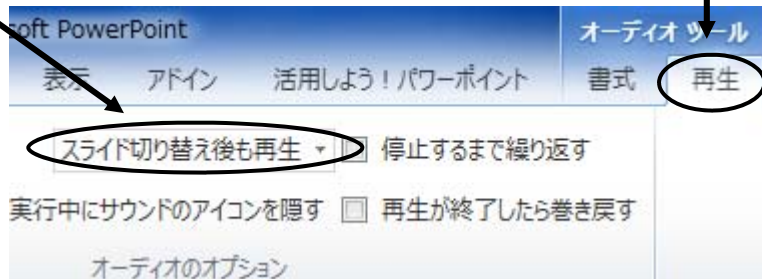 soft PowerPoint オーディオ ツール
表示 アドイン 活用しよう！パワーポイント 書式 再生
スライド切り替え後も再生 停止するまで繰り返す
実行中にサウンドのアイコンを隠す 再生が終了したら巻き戻す
オーディオのオプション